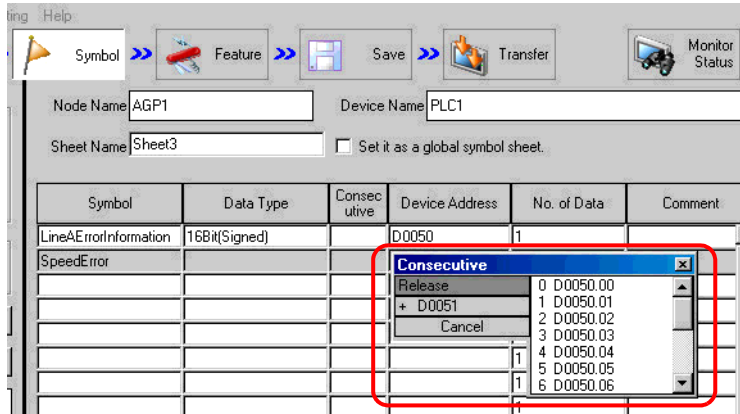 ting Help
Symbol Feature Save Transfer Monitor Status
Node Name AGP1 Device Name PLC1
Sheet Name Sheet3 Set it as a global symbol sheet.
Symbol Data Type Consecutive Device Address No. of Data Comment
LineAErrorInformation 16Bit(Signed) D0050 1
SpeedError
Consecutive
Release
+ D0051
Cancel
0 D0050.00
1 D0050.01
2 D0050.02
3 D0050.03
4 D0050.04
5 D0050.05
6 D0050.06
1
1
1